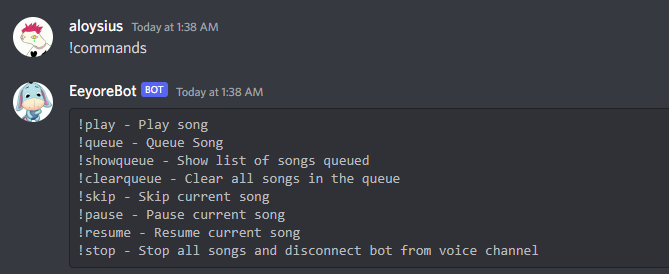 aloysius Today at 1:38 AM
!commands
EeyoreBot BOT Today at 1:38 AM
!play - Play song
!queue - Queue Song
!showqueue - Show list of songs queued
!clearqueue - Clear all songs in the queue
!skip - Skip current song
!pause - Pause current song
!resume - Resume current song
!stop - Stop all songs and disconnect bot from voice channel